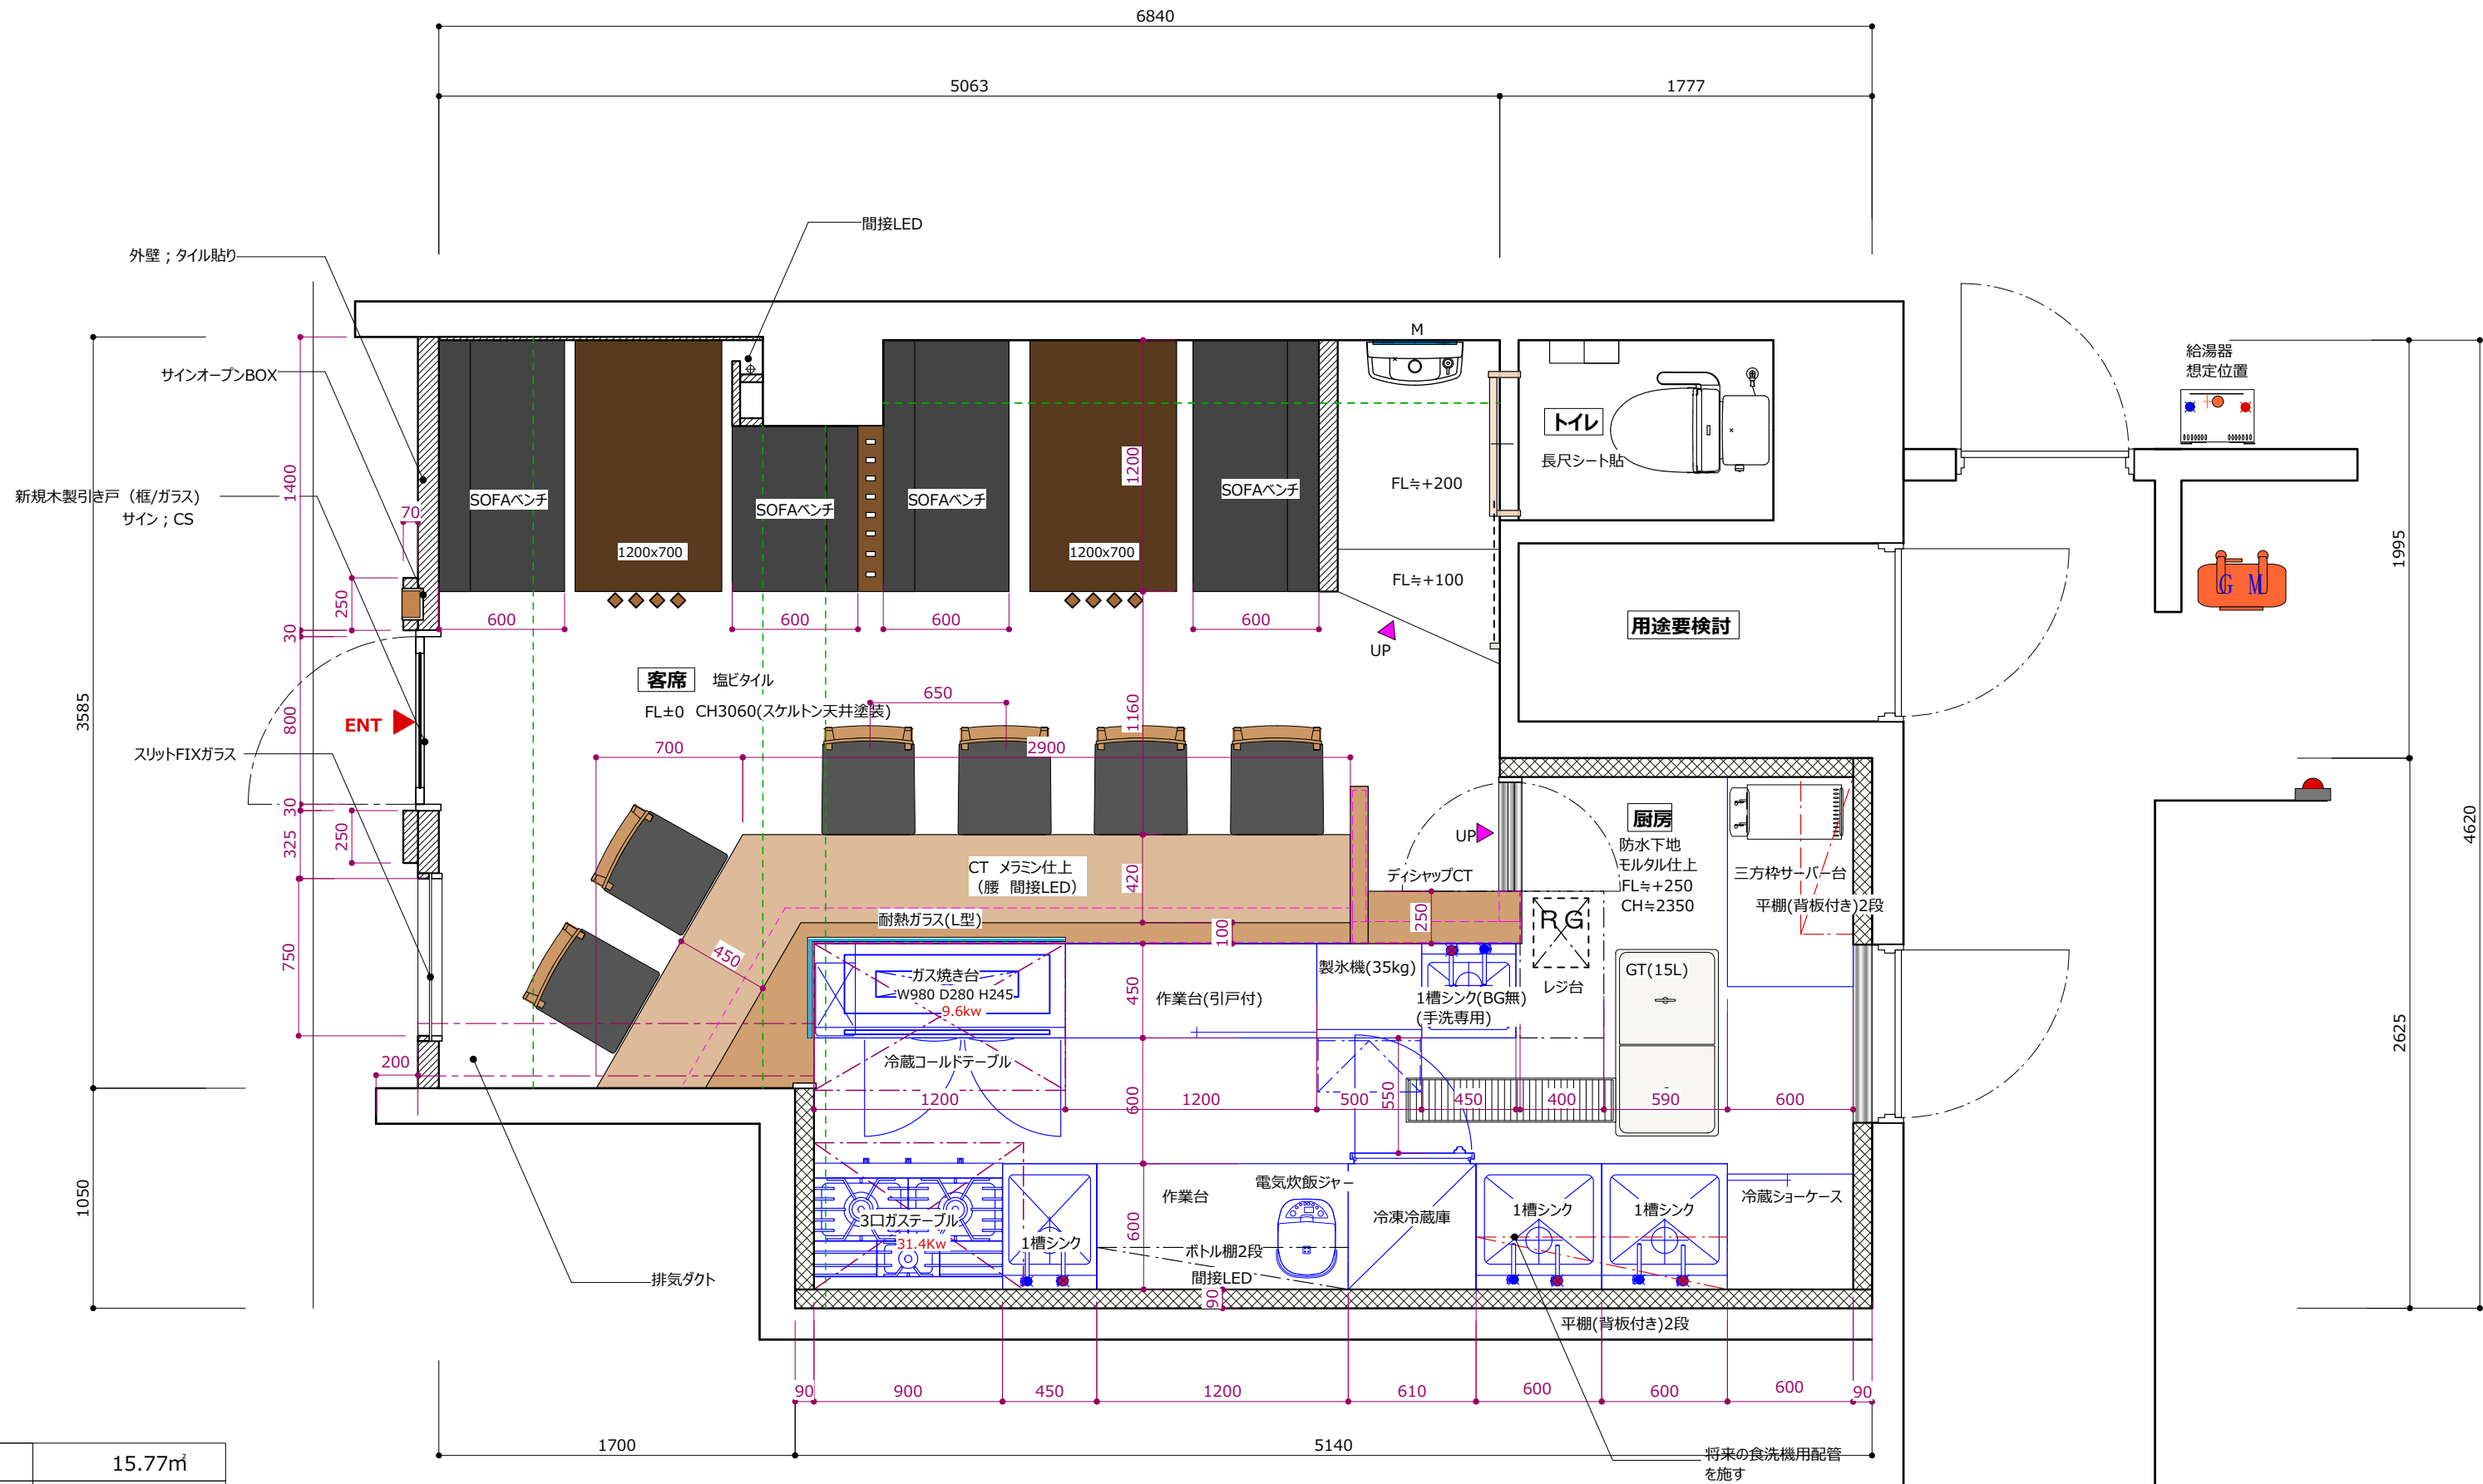 6840
5063
1777
間接LED
外壁；タイル貼り
サインオープンBOX
新規木製引き戸（框/ガラス）
サイン；CS
スリットFIXガラス
3585
1050
1400
70
250
30
800
30
325
250
750
200
SOFAベンチ
1200x700
SOFAベンチ
SOFAベンチ
1200x700
SOFAベンチ
600
600
600
600
1200
M
FL≒+200
FL≒+100
UP
トイレ
長尺シート貼
用途要検討
給湯器
想定位置
G M
1995
4620
2625
ENT
客席
塩ビタイル
FL±0 CH3060(スケルトン天井塗装)
650
1160
700
2900
CT メラミン仕上
（腰 間接LED）
420
耐熱ガラス(L型)
100
450
ディシャップCT
250
UP
厨房
防水下地
モルタル仕上
FL≒+250
CH≒2350
三方枠サーバー台
平棚(背板付き)2段
RG
レジ台
GT(15L)
ガス焼き台
W980 D280 H245
9.6kw
冷蔵コールドテーブル
作業台(引戸付)
450
製氷機(35kg)
1槽シンク(BG無)
(手洗専用)
600
550
1200
1200
500
450
400
590
600
3口ガステーブル
31.4Kw
1槽シンク
作業台
600
電気炊飯ジャー
ボトル棚2段
間接LED
90
冷凍冷蔵庫
1槽シンク
1槽シンク
冷蔵ショーケース
平棚(背板付き)2段
排気ダクト
90
900
450
1200
610
600
600
600
90
1700
5140
将来の食洗機用配管
を施す
15.77㎡